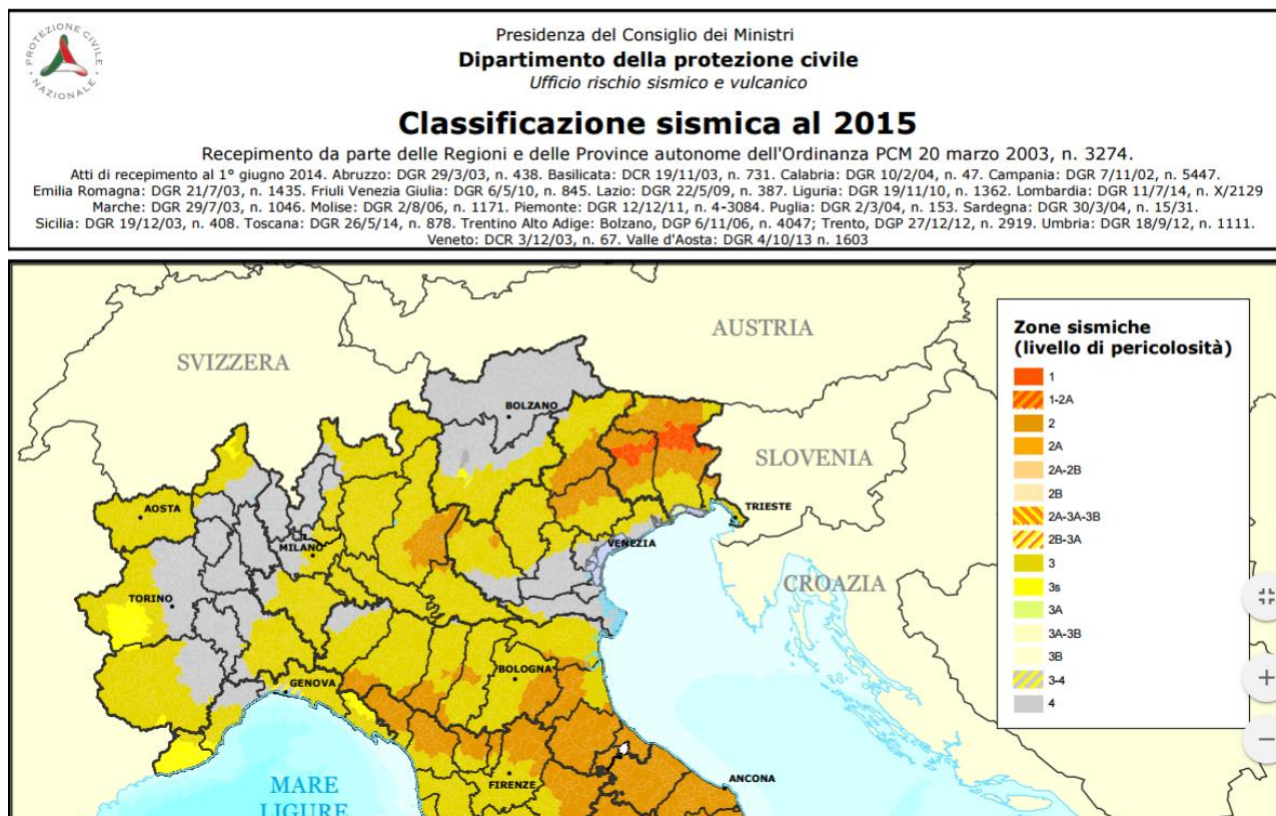 PROTEZIONE CIVILE
NAZIONALE
Presidenza del Consiglio dei Ministri
Dipartimento della protezione civile
Ufficio rischio sismico e vulcanico
Classificazione sismica al 2015
Recepimento da parte delle Regioni e delle Province autonome dell'Ordinanza PCM 20 marzo 2003, n. 3274.
Atti di recepimento al 1° giugno 2014. Abruzzo: DGR 29/3/03, n. 438. Basilicata: DCR 19/11/03, n. 731. Calabria: DGR 10/2/04, n. 47. Campania: DGR 7/11/02, n. 5447.
Emilia Romagna: DGR 21/7/03, n. 1435. Friuli Venezia Giulia: DGR 6/5/10, n. 845. Lazio: DGR 22/5/09, n. 387. Liguria: DGR 19/11/10, n. 1362. Lombardia: DGR 11/7/14, n. X/2129
Marche: DGR 29/7/03, n. 1046. Molise: DGR 2/8/06, n. 1171. Piemonte: DGR 12/12/11, n. 4-3084. Puglia: DGR 2/3/04, n. 153. Sardegna: DGR 30/3/04, n. 15/31.
Sicilia: DGR 19/12/03, n. 408. Toscana: DGR 26/5/14, n. 878. Trentino Alto Adige: Bolzano, DGP 6/11/06, n. 4047; Trento, DGP 27/12/12, n. 2919. Umbria: DGR 18/9/12, n. 1111.
Veneto: DCR 3/12/03, n. 67. Valle d'Aosta: DGR 4/10/13 n. 1603
Zone sismiche
(livello di pericolosità)
1
1-2A
2
2A
2A-2B
2B
2A-3A-3B
2B-3A
3
3s
3A
3A-3B
3B
3-4
4
AUSTRIA
SVIZZERA
BOLZANO
SLOVENIA
AOSTA
TRIESTE
MILANO
VENEZIA
CROAZIA
TORINO
BOLOGNA
GENOVA
ANCONA
FIRENZE
MARE
LIGURE